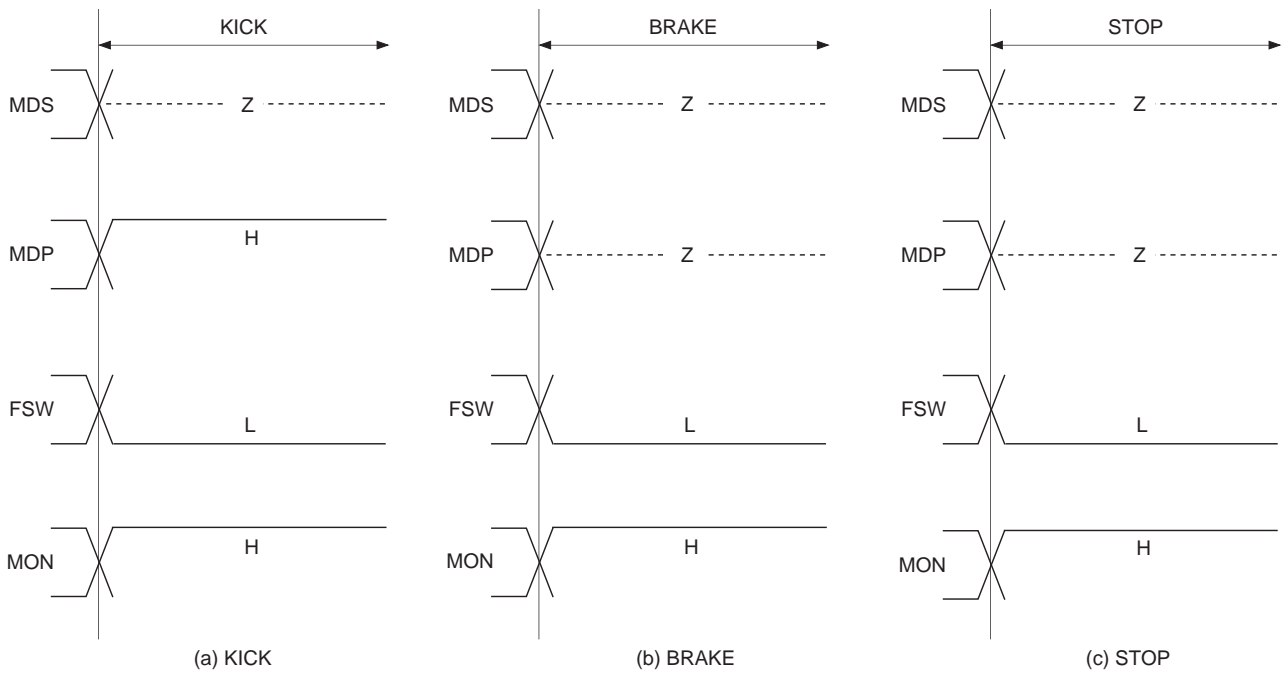 KICK
MDS
Z
MDP
H
FSW
L
MON
H
(a) KICK
BRAKE
MDS
Z
MDP
Z
FSW
L
MON
H
(b) BRAKE
STOP
MDS
Z
MDP
Z
FSW
L
MON
H
(c) STOP